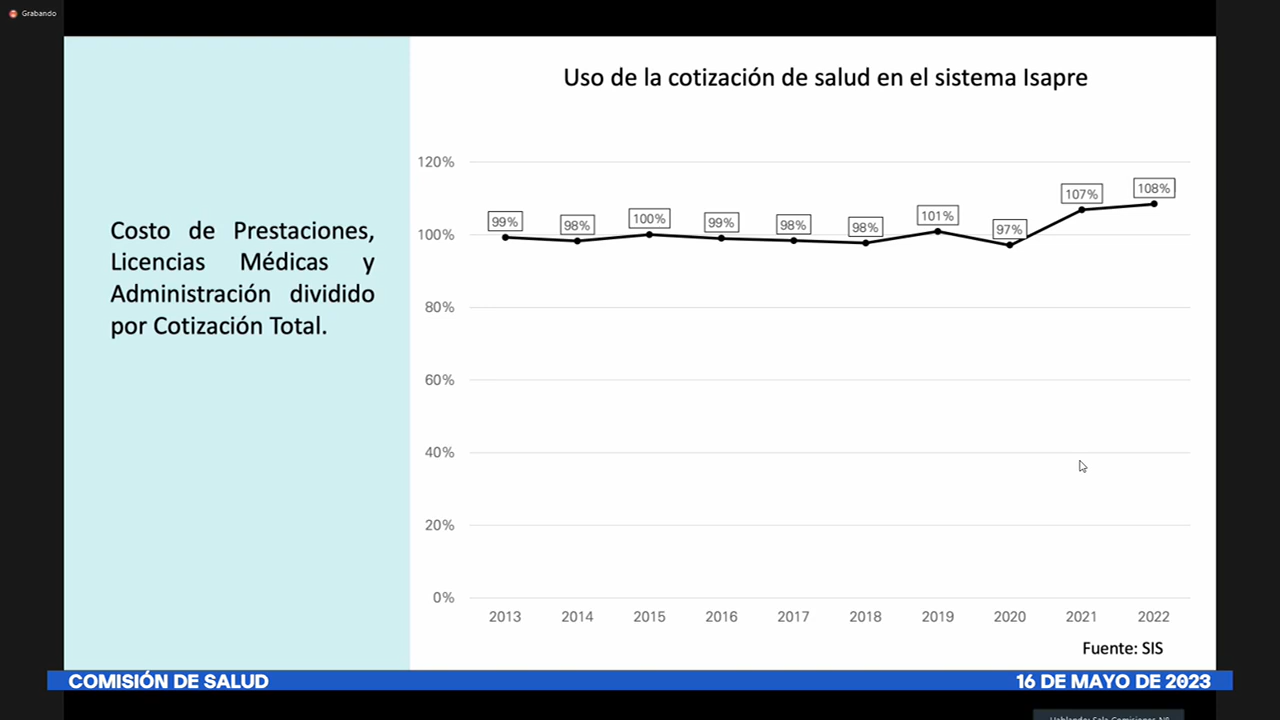 Grabando
Uso de la cotización de salud en el sistema Isapre
Costo de Prestaciones,
Licencias Médicas y
Administración dividido
por Cotización Total.
120%
100%
80%
60%
40%
20%
0%
99%
98%
100%
99%
98%
98%
101%
97%
107%
108%
2013 2014 2015 2016 2017 2018 2019 2020 2021 2022
Fuente: SIS
COMISIÓN DE SALUD
16 DE MAYO DE 2023